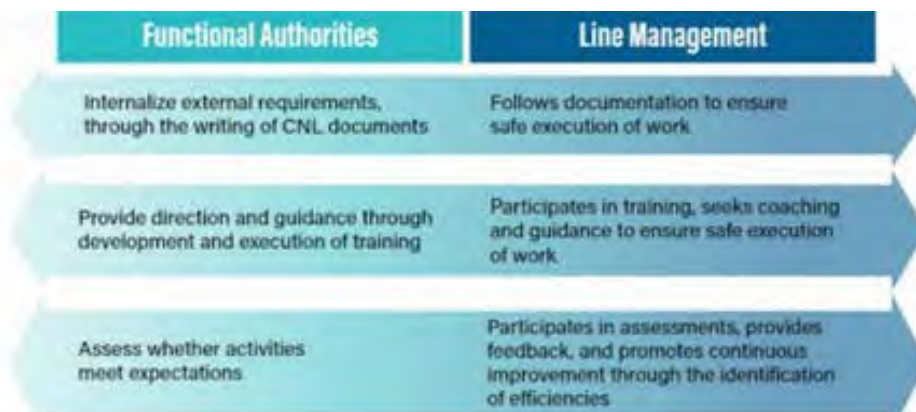 Functional Authorities
Line Management
Internalize external requirements,
through the writing of CNL documents
Follows documentation to ensure
safe execution of work
Provide direction and guidance through
development and execution of training
Participates in training, seeks coaching
and guidance to ensure safe execution
of work
Assess whether activities
meet expectations
Participates in assessments, provides
feedback, and promotes continuous
improvement through the identification
of efficiencies